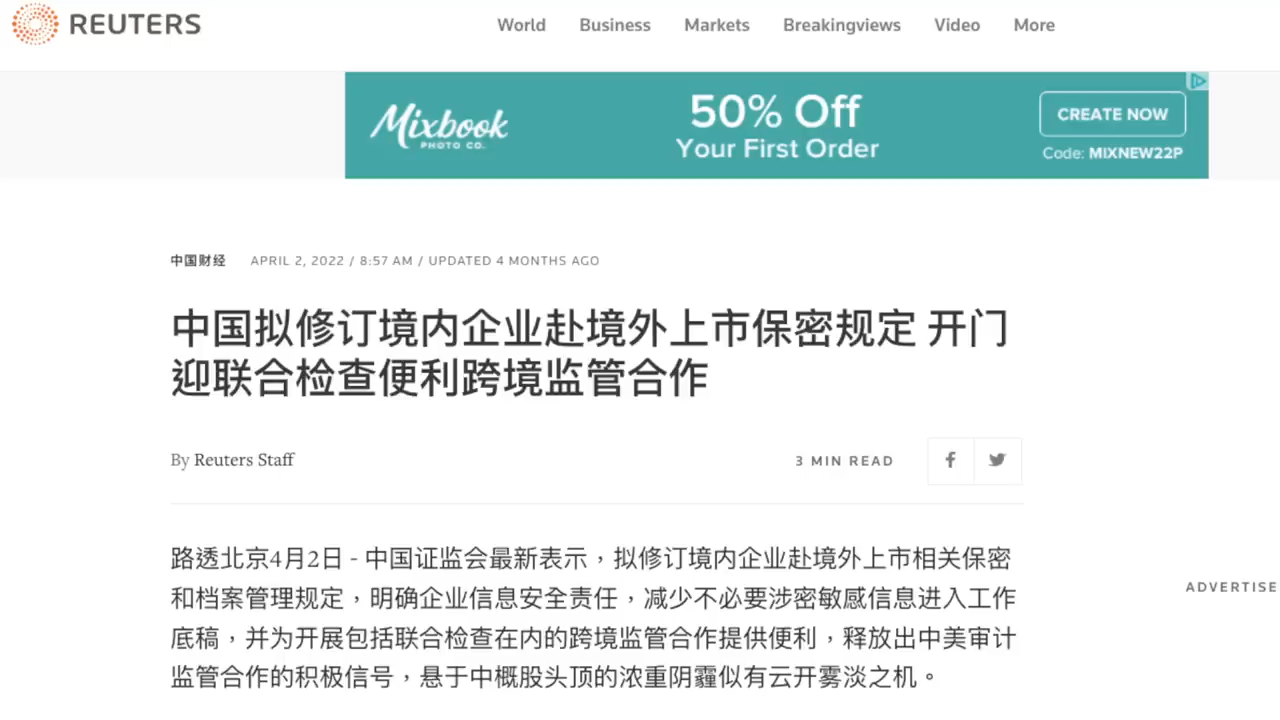 REUTERS
World Business Markets Breakingviews Video More
Mixbook
PHOTO CO.
50% Off
Your First Order
CREATE NOW
Code: MIXNEW22P
中国财经 APRIL 2, 2022 / 8:57 AM / UPDATED 4 MONTHS AGO
中国拟修订境内企业赴境外上市保密规定 开门
迎联合检查便利跨境监管合作
By Reuters Staff
3 MIN READ
路透北京4月2日 - 中国证监会最新表示，拟修订境内企业赴境外上市相关保密
和档案管理规定，明确企业信息安全责任，减少不必要涉密敏感信息进入工作
底稿，并为开展包括联合检查在内的跨境监管合作提供便利，释放出中美审计
监管合作的积极信号，悬于中概股头顶的浓重阴霾似有云开雾淡之机。
ADVERTISE